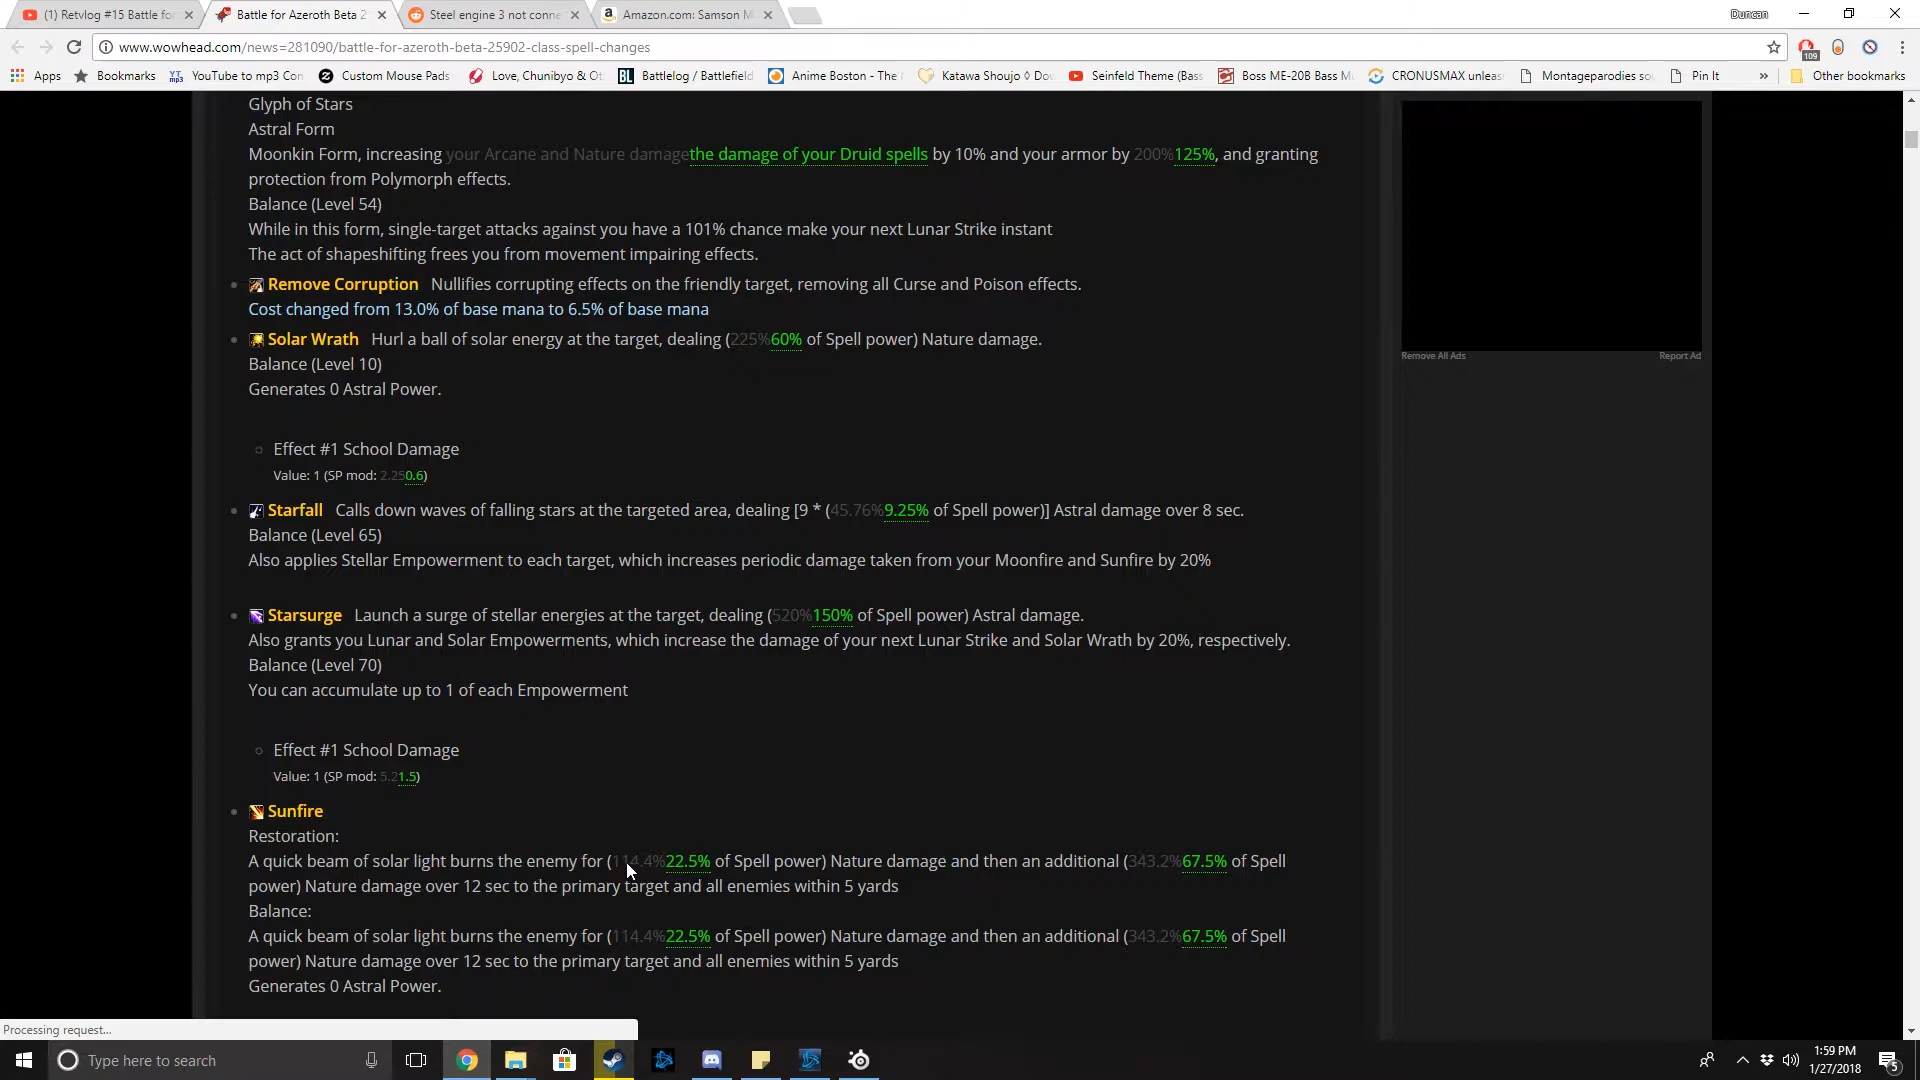 (1) Retvlog #15 Battle for
Battle for Azeroth Beta 2
Steel engine 3 not conne
Amazon.com: Samson M
Duncan
www.wowhead.com/news=281090/battle-for-azeroth-beta-25902-class-spell-changes
109
Apps
Bookmarks
YouTube to mp3 Con
Custom Mouse Pads
Love, Chunibyo & Ot
Battlelog / Battlefield
Anime Boston - The
Katawa Shoujo ◊ Dow
Seinfeld Theme (Bass
Boss ME-20B Bass M
CRONUSMAX unleas
Montageparodies so
Pin It
»
Other bookmarks
Glyph of Stars
Astral Form
Moonkin Form, increasing your Arcane and Nature damagethe damage of your Druid spells by 10% and your armor by 200%125%, and granting
protection from Polymorph effects.
Balance (Level 54)
While in this form, single-target attacks against you have a 101% chance make your next Lunar Strike instant
The act of shapeshifting frees you from movement impairing effects.
Remove Corruption Nullifies corrupting effects on the friendly target, removing all Curse and Poison effects.
Cost changed from 13.0% of base mana to 6.5% of base mana
Solar Wrath Hurl a ball of solar energy at the target, dealing (225%60% of Spell power) Nature damage.
Balance (Level 10)
Generates 0 Astral Power.
Effect #1 School Damage
Value: 1 (SP mod: 2.250.6)
Starfall Calls down waves of falling stars at the targeted area, dealing [9 * (45.76%9.25% of Spell power)] Astral damage over 8 sec.
Balance (Level 65)
Also applies Stellar Empowerment to each target, which increases periodic damage taken from your Moonfire and Sunfire by 20%
Starsurge Launch a surge of stellar energies at the target, dealing (520%150% of Spell power) Astral damage.
Also grants you Lunar and Solar Empowerments, which increase the damage of your next Lunar Strike and Solar Wrath by 20%, respectively.
Balance (Level 70)
You can accumulate up to 1 of each Empowerment
Effect #1 School Damage
Value: 1 (SP mod: 5.21.5)
Sunfire
Restoration:
A quick beam of solar light burns the enemy for (114.4%22.5% of Spell power) Nature damage and then an additional (343.2%67.5% of Spell
power) Nature damage over 12 sec to the primary target and all enemies within 5 yards
Balance:
A quick beam of solar light burns the enemy for (114.4%22.5% of Spell power) Nature damage and then an additional (343.2%67.5% of Spell
power) Nature damage over 12 sec to the primary target and all enemies within 5 yards
Generates 0 Astral Power.
Remove All Ads
Report Ad
Processing request...
Type here to search
1:59 PM
1/27/2018
5